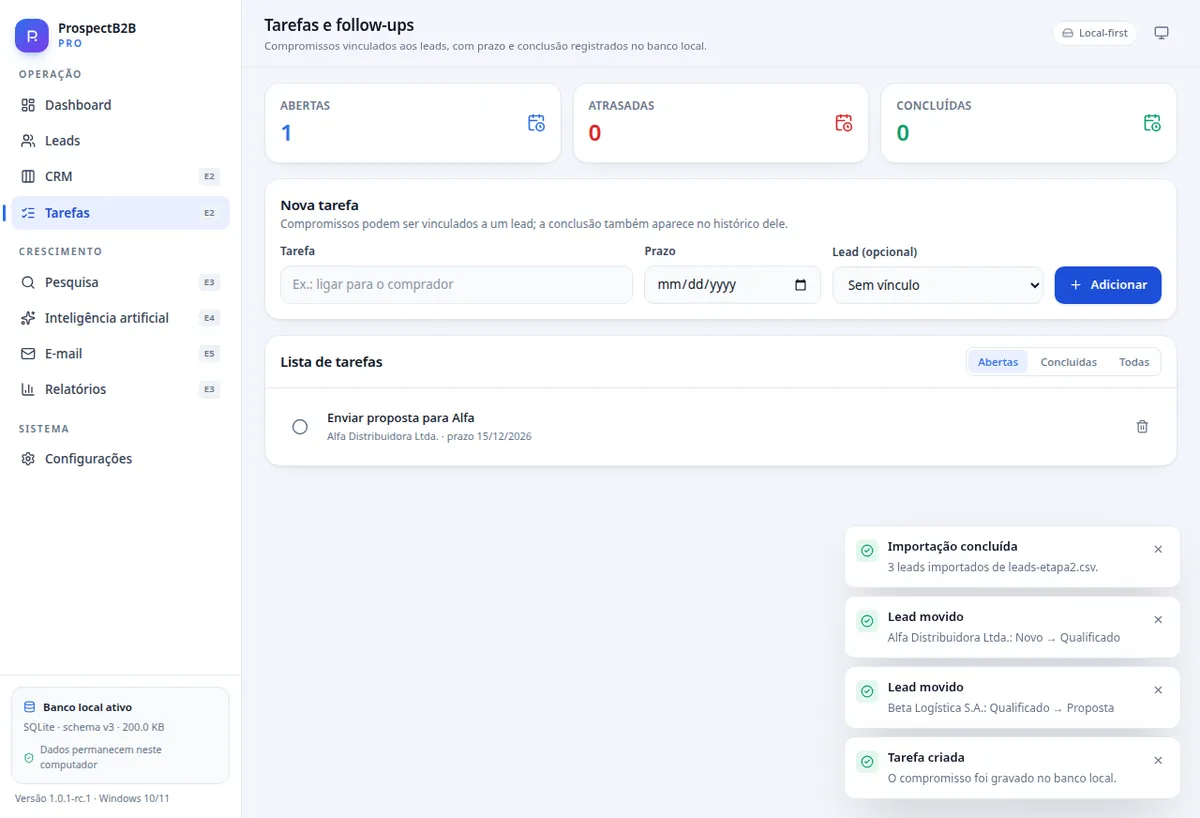 ProspectB2B
PRO
OPERAÇÃO
Dashboard
Leads
CRM E2
Tarefas E2
CRESCIMENTO
Pesquisa E3
Inteligência artificial E4
E-mail E5
Relatórios E3
SISTEMA
Configurações
Banco local ativo
SQLite · schema v3 · 200.0 KB
Dados permanecem neste
computador
Versão 1.0.1-rc.1 · Windows 10/11
Tarefas e follow-ups
Compromissos vinculados aos leads, com prazo e conclusão registrados no banco local.
Local-first
ABERTAS
1
ATRASADAS
0
CONCLUÍDAS
0
Nova tarefa
Compromissos podem ser vinculados a um lead; a conclusão também aparece no histórico dele.
Tarefa
Ex.: ligar para o comprador
Prazo
mm/dd/yyyy
Lead (opcional)
Sem vínculo
+ Adicionar
Lista de tarefas
Abertas Concluídas Todas
Enviar proposta para Alfa
Alfa Distribuidora Ltda. · prazo 15/12/2026
Importação concluída
3 leads importados de leads-etapa2.csv.
Lead movido
Alfa Distribuidora Ltda.: Novo → Qualificado
Lead movido
Beta Logística S.A.: Qualificado → Proposta
Tarefa criada
O compromisso foi gravado no banco local.